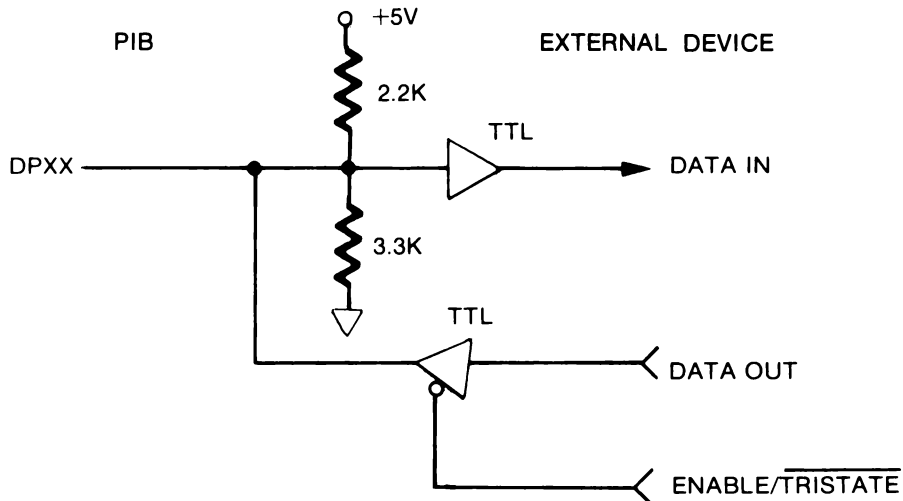 +5V
PIB
EXTERNAL DEVICE
2.2K
TTL
DPXX
DATA IN
3.3K
TTL
DATA OUT
ENABLE/TRISTATE